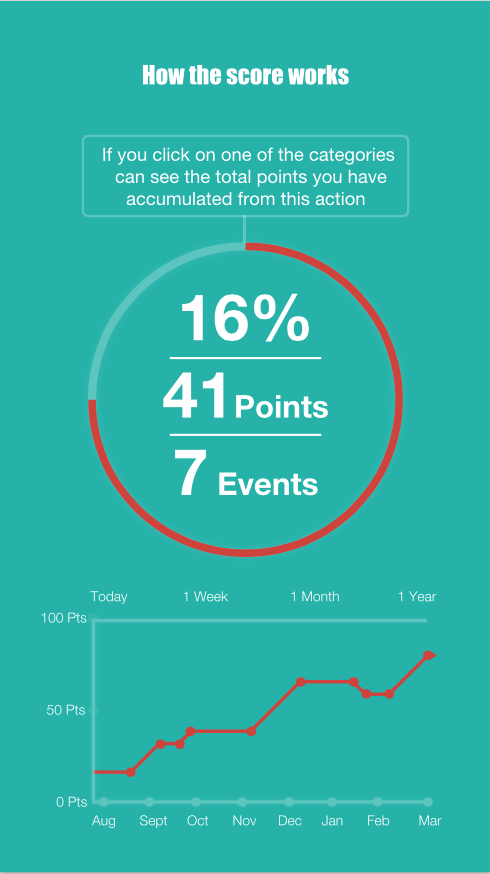 How the score works
If you click on one of the categories
can see the total points you have
accumulated from this action
16%
41 Points
7 Events
Today 1 Week 1 Month 1 Year
100 Pts
50 Pts
0 Pts
Aug Sept Oct Nov Dec Jan Feb Mar